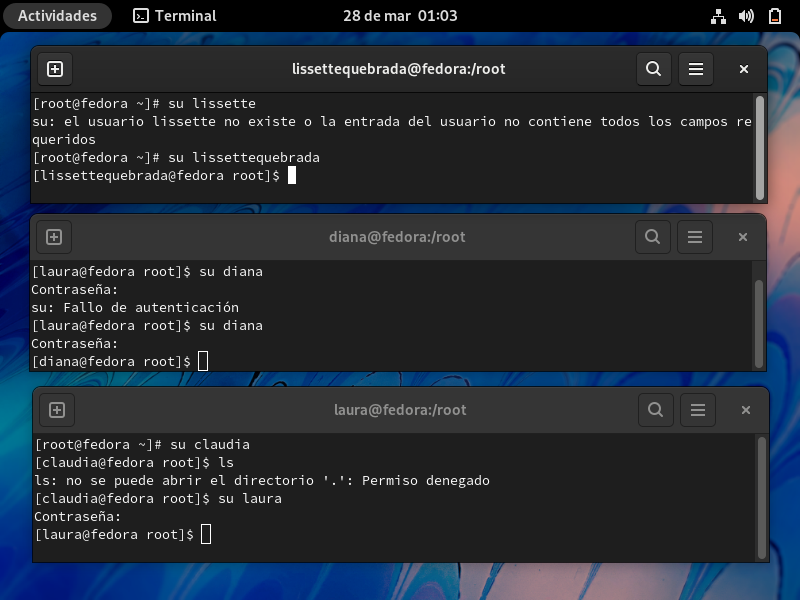 Actividades Terminal 28 de mar 01:03
lissettequebrada@fedora:/root
[root@fedora ~]# su lissette
su: el usuario lissette no existe o la entrada del usuario no contiene todos los campos re
queridos
[root@fedora ~]# su lissettequebrada
[lissettequebrada@fedora root]$
diana@fedora:/root
[laura@fedora root]$ su diana
Contraseña:
su: Fallo de autenticación
[laura@fedora root]$ su diana
Contraseña:
[diana@fedora root]$
laura@fedora:/root
[root@fedora ~]# su claudia
[claudia@fedora root]$ ls
ls: no se puede abrir el directorio '.': Permiso denegado
[claudia@fedora root]$ su laura
Contraseña:
[laura@fedora root]$